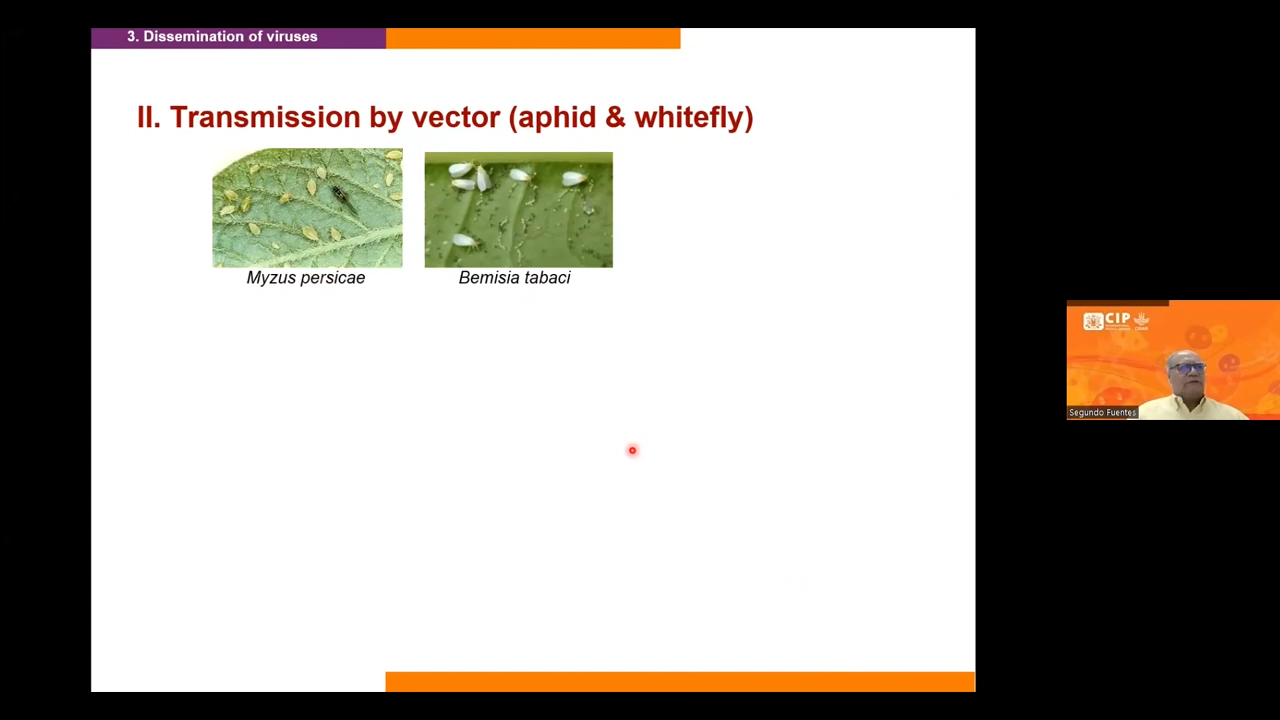 3. Dissemination of viruses
II. Transmission by vector (aphid & whitefly)
Myzus persicae
Bemisia tabaci
CIP
Segundo Fuentes